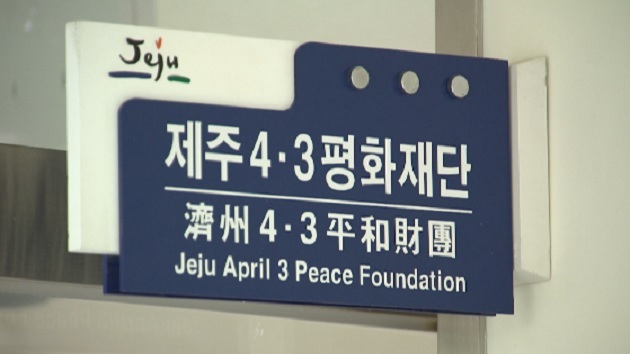 Jeju
제주4·3평화재단
濟州4·3平和財團
Jeju April 3 Peace Foundation